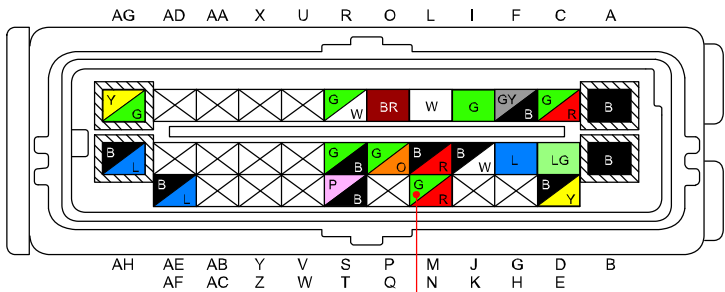 AG AD AA X U R O L I F C A
Y G G W BR W G GY B G R B
B L G B G O B R B W L LG B
B L P B G R B Y
AH AE AB Y V S P M J G D B
AF AC Z W T Q N K H E